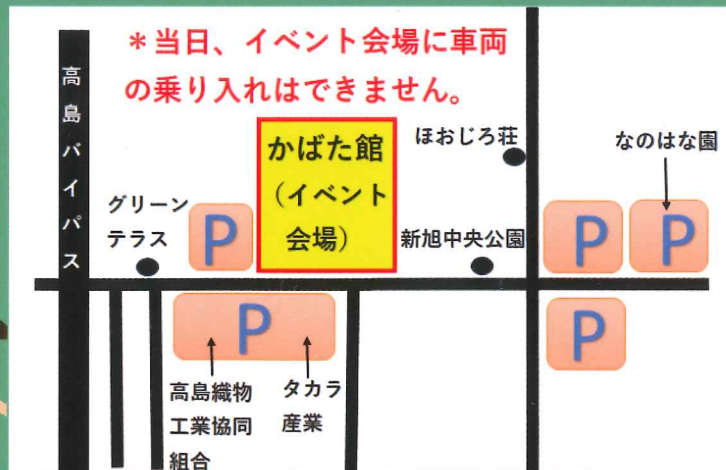 ＊当日、イベント会場に車両
の乗り入れはできません。
高島バイパス
かばた館
（イベント
会場）
ほおじろ荘
なのはな園
グリーン
テラス
P
新旭中央公園
P
P
P
P
高島織物
工業協同
組合
タカラ
産業